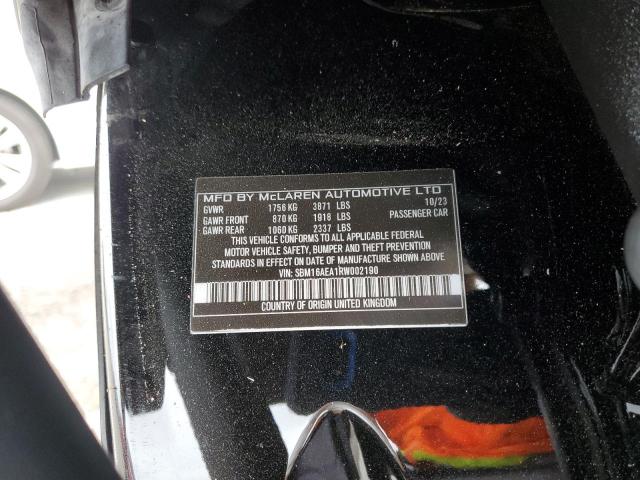 MFD BY McLAREN AUTOMOTIVE LTD
GVWR 1756 KG 3871 LBS 10/23
GAWR FRONT 870 KG 1918 LBS PASSENGER CAR
GAWR REAR 1060 KG 2337 LBS
THIS VEHICLE CONFORMS TO ALL APPLICABLE FEDERAL
MOTOR VEHICLE SAFETY, BUMPER AND THEFT PREVENTION
STANDARDS IN EFFECT ON DATE OF MANUFACTURE SHOWN ABOVE.
VIN: SBM16AEA1RW002190
COUNTRY OF ORIGIN UNITED KINGDOM